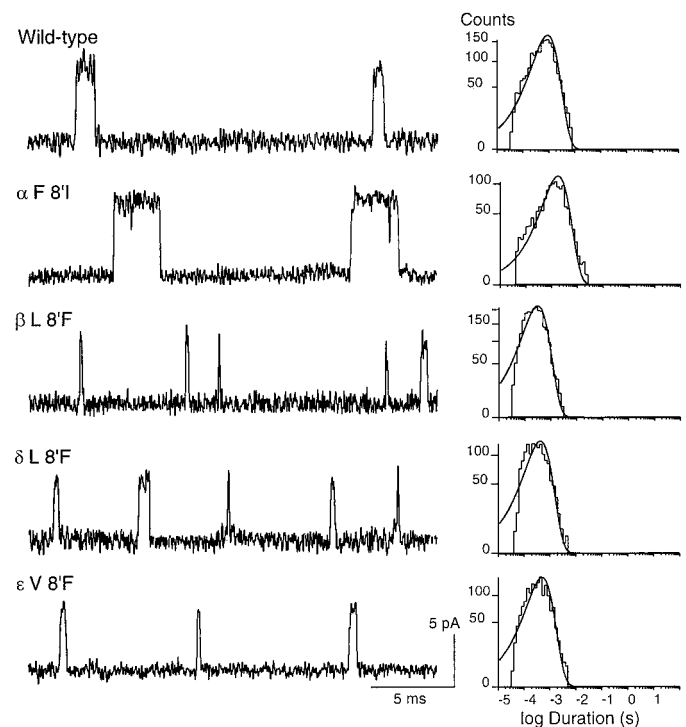 Counts
Wild-type
150
100
50
0
α F 8'I
100
50
0
β L 8'F
150
100
50
0
δ L 8'F
100
50
0
ε V 8'F
5 pA
5 ms
100
50
0
-5 -4 -3 -2 -1 0 1
log Duration (s)